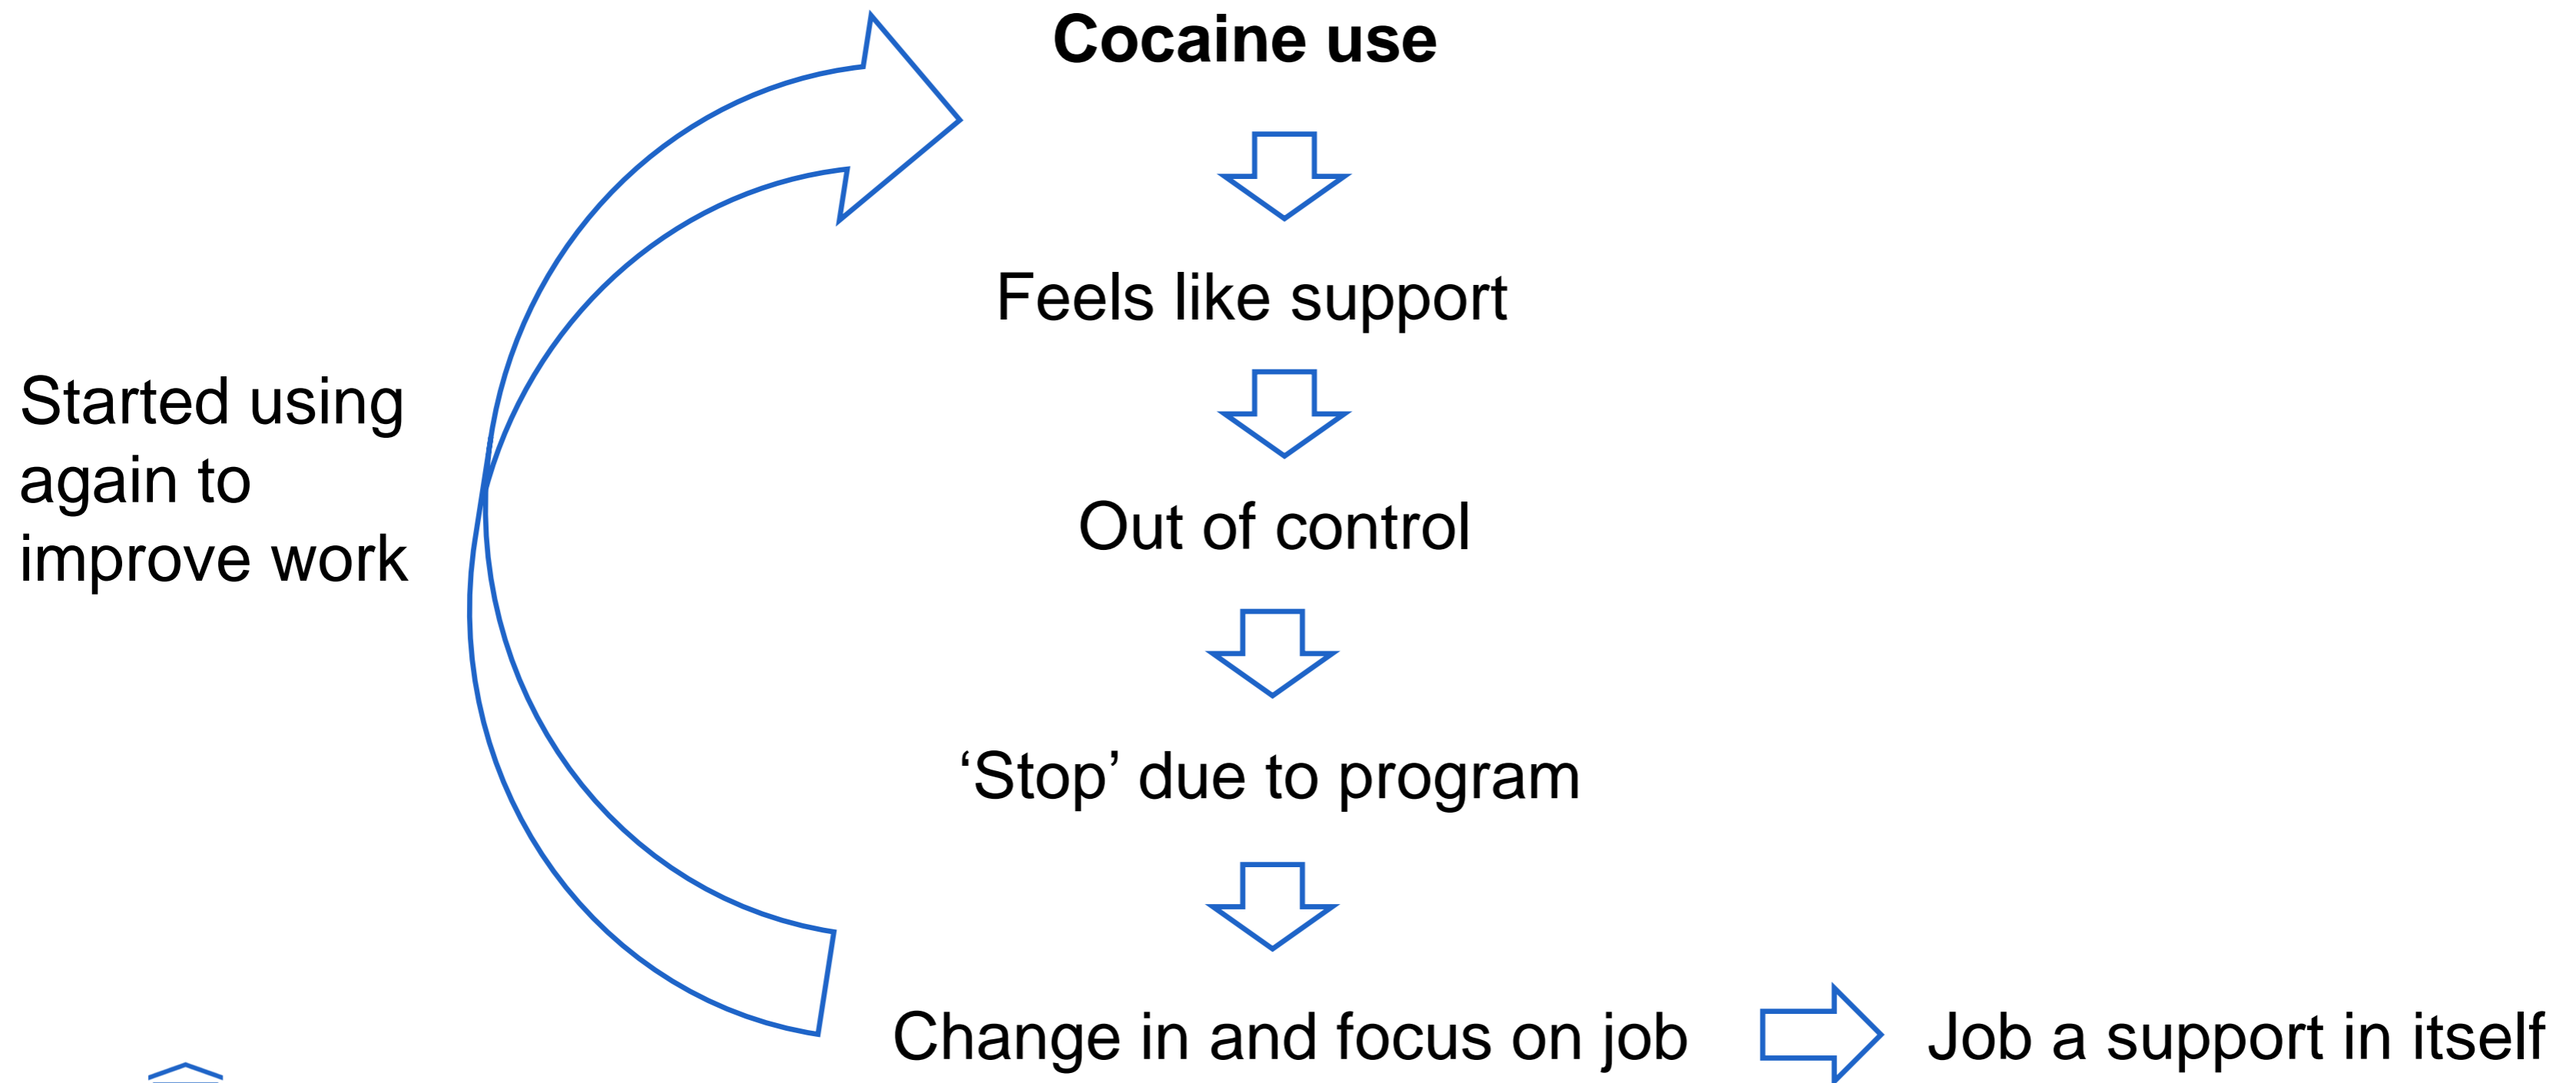 Cocaine use
Feels like support
Started using
again to
improve work
Out of control
‘Stop’ due to program
Change in and focus on job
Job a support in itself